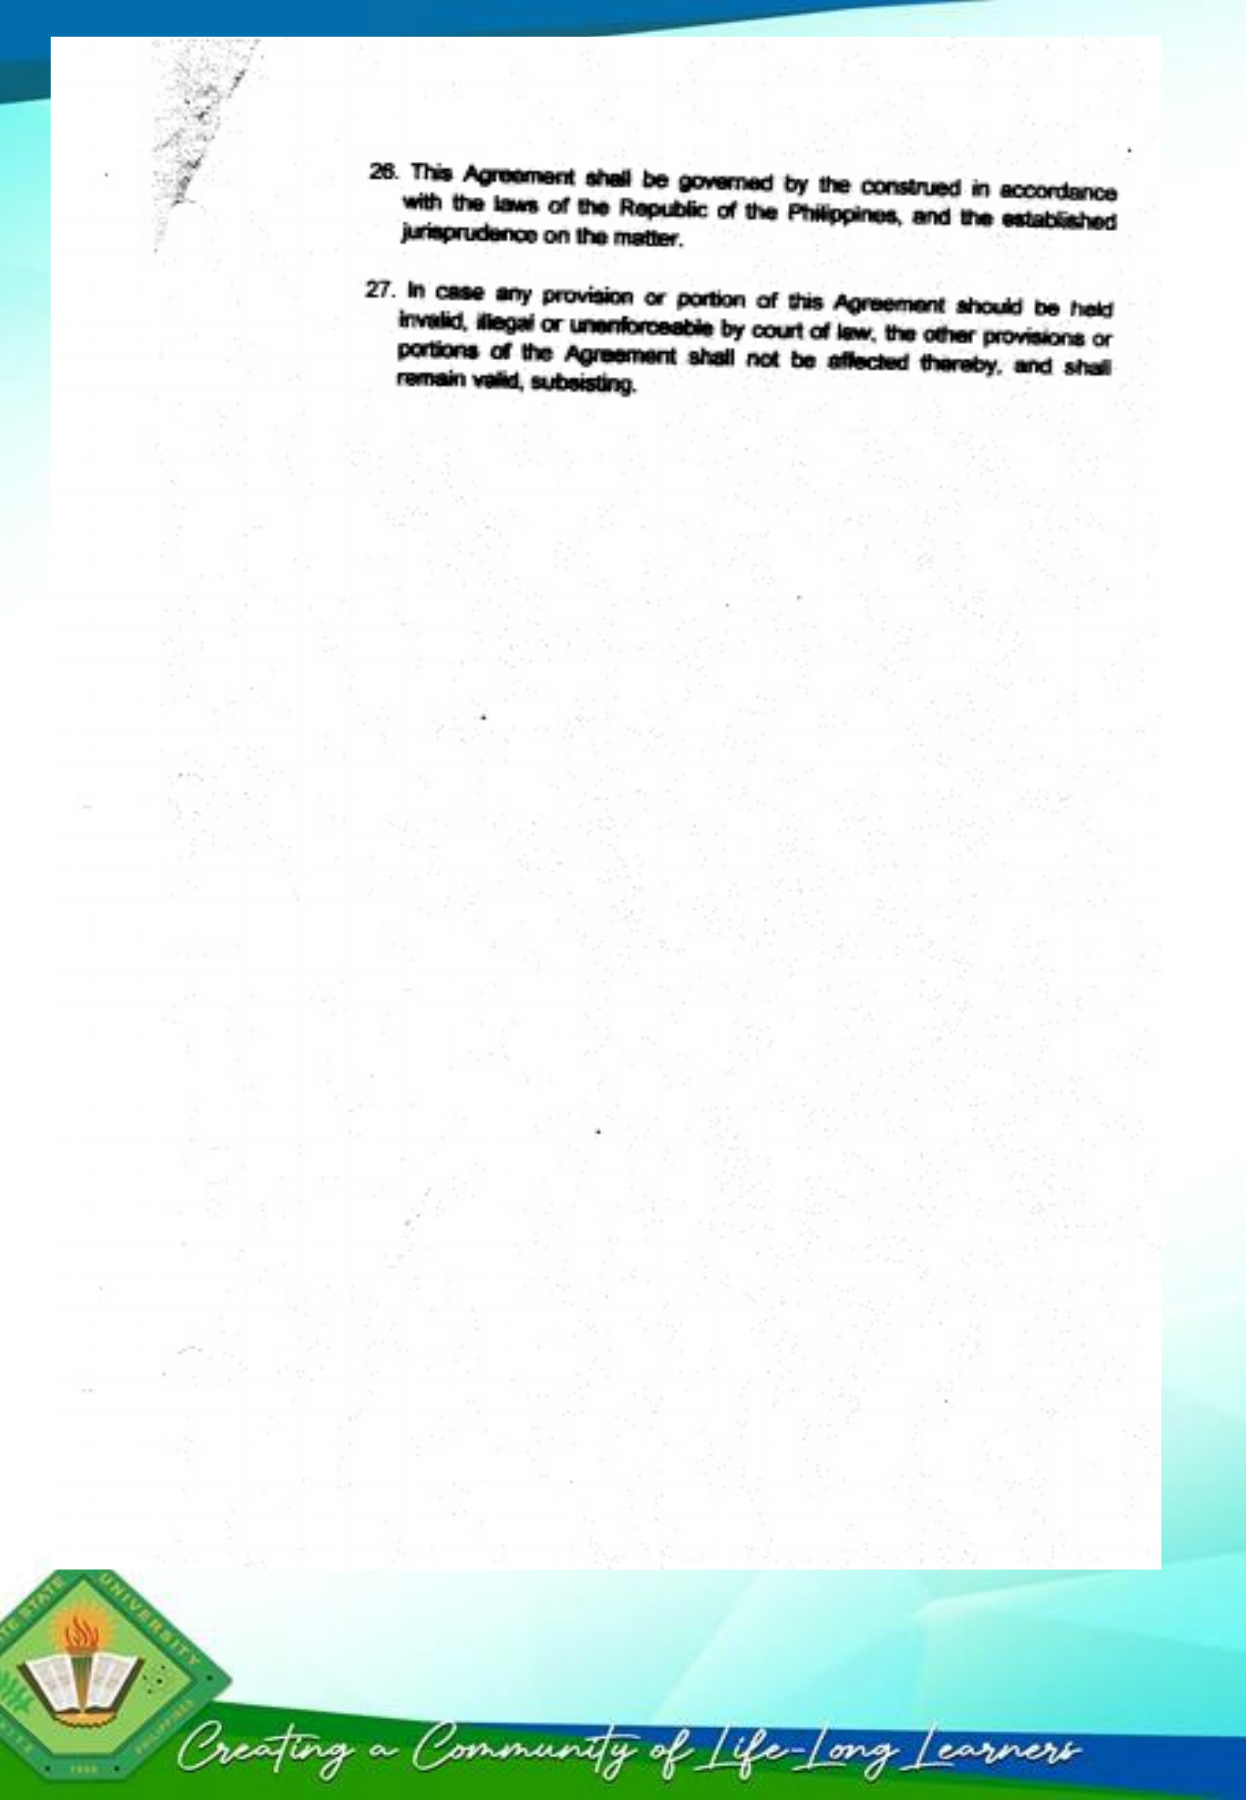 26. This Agreement shall be governed by the construed in accordance
with the laws of the Republic of the Philippines, and the established
jurisprudence on the matter.
27. In case any provision or portion of this Agreement should be held
invalid, illegal or unenforceable by court of law, the other provisions or
portions of the Agreement shall not be affected thereby, and shall
remain valid, subsisting.
STATE UNIVERSITY
PHILIPPINES
Creating a Community of Life-Long Learners